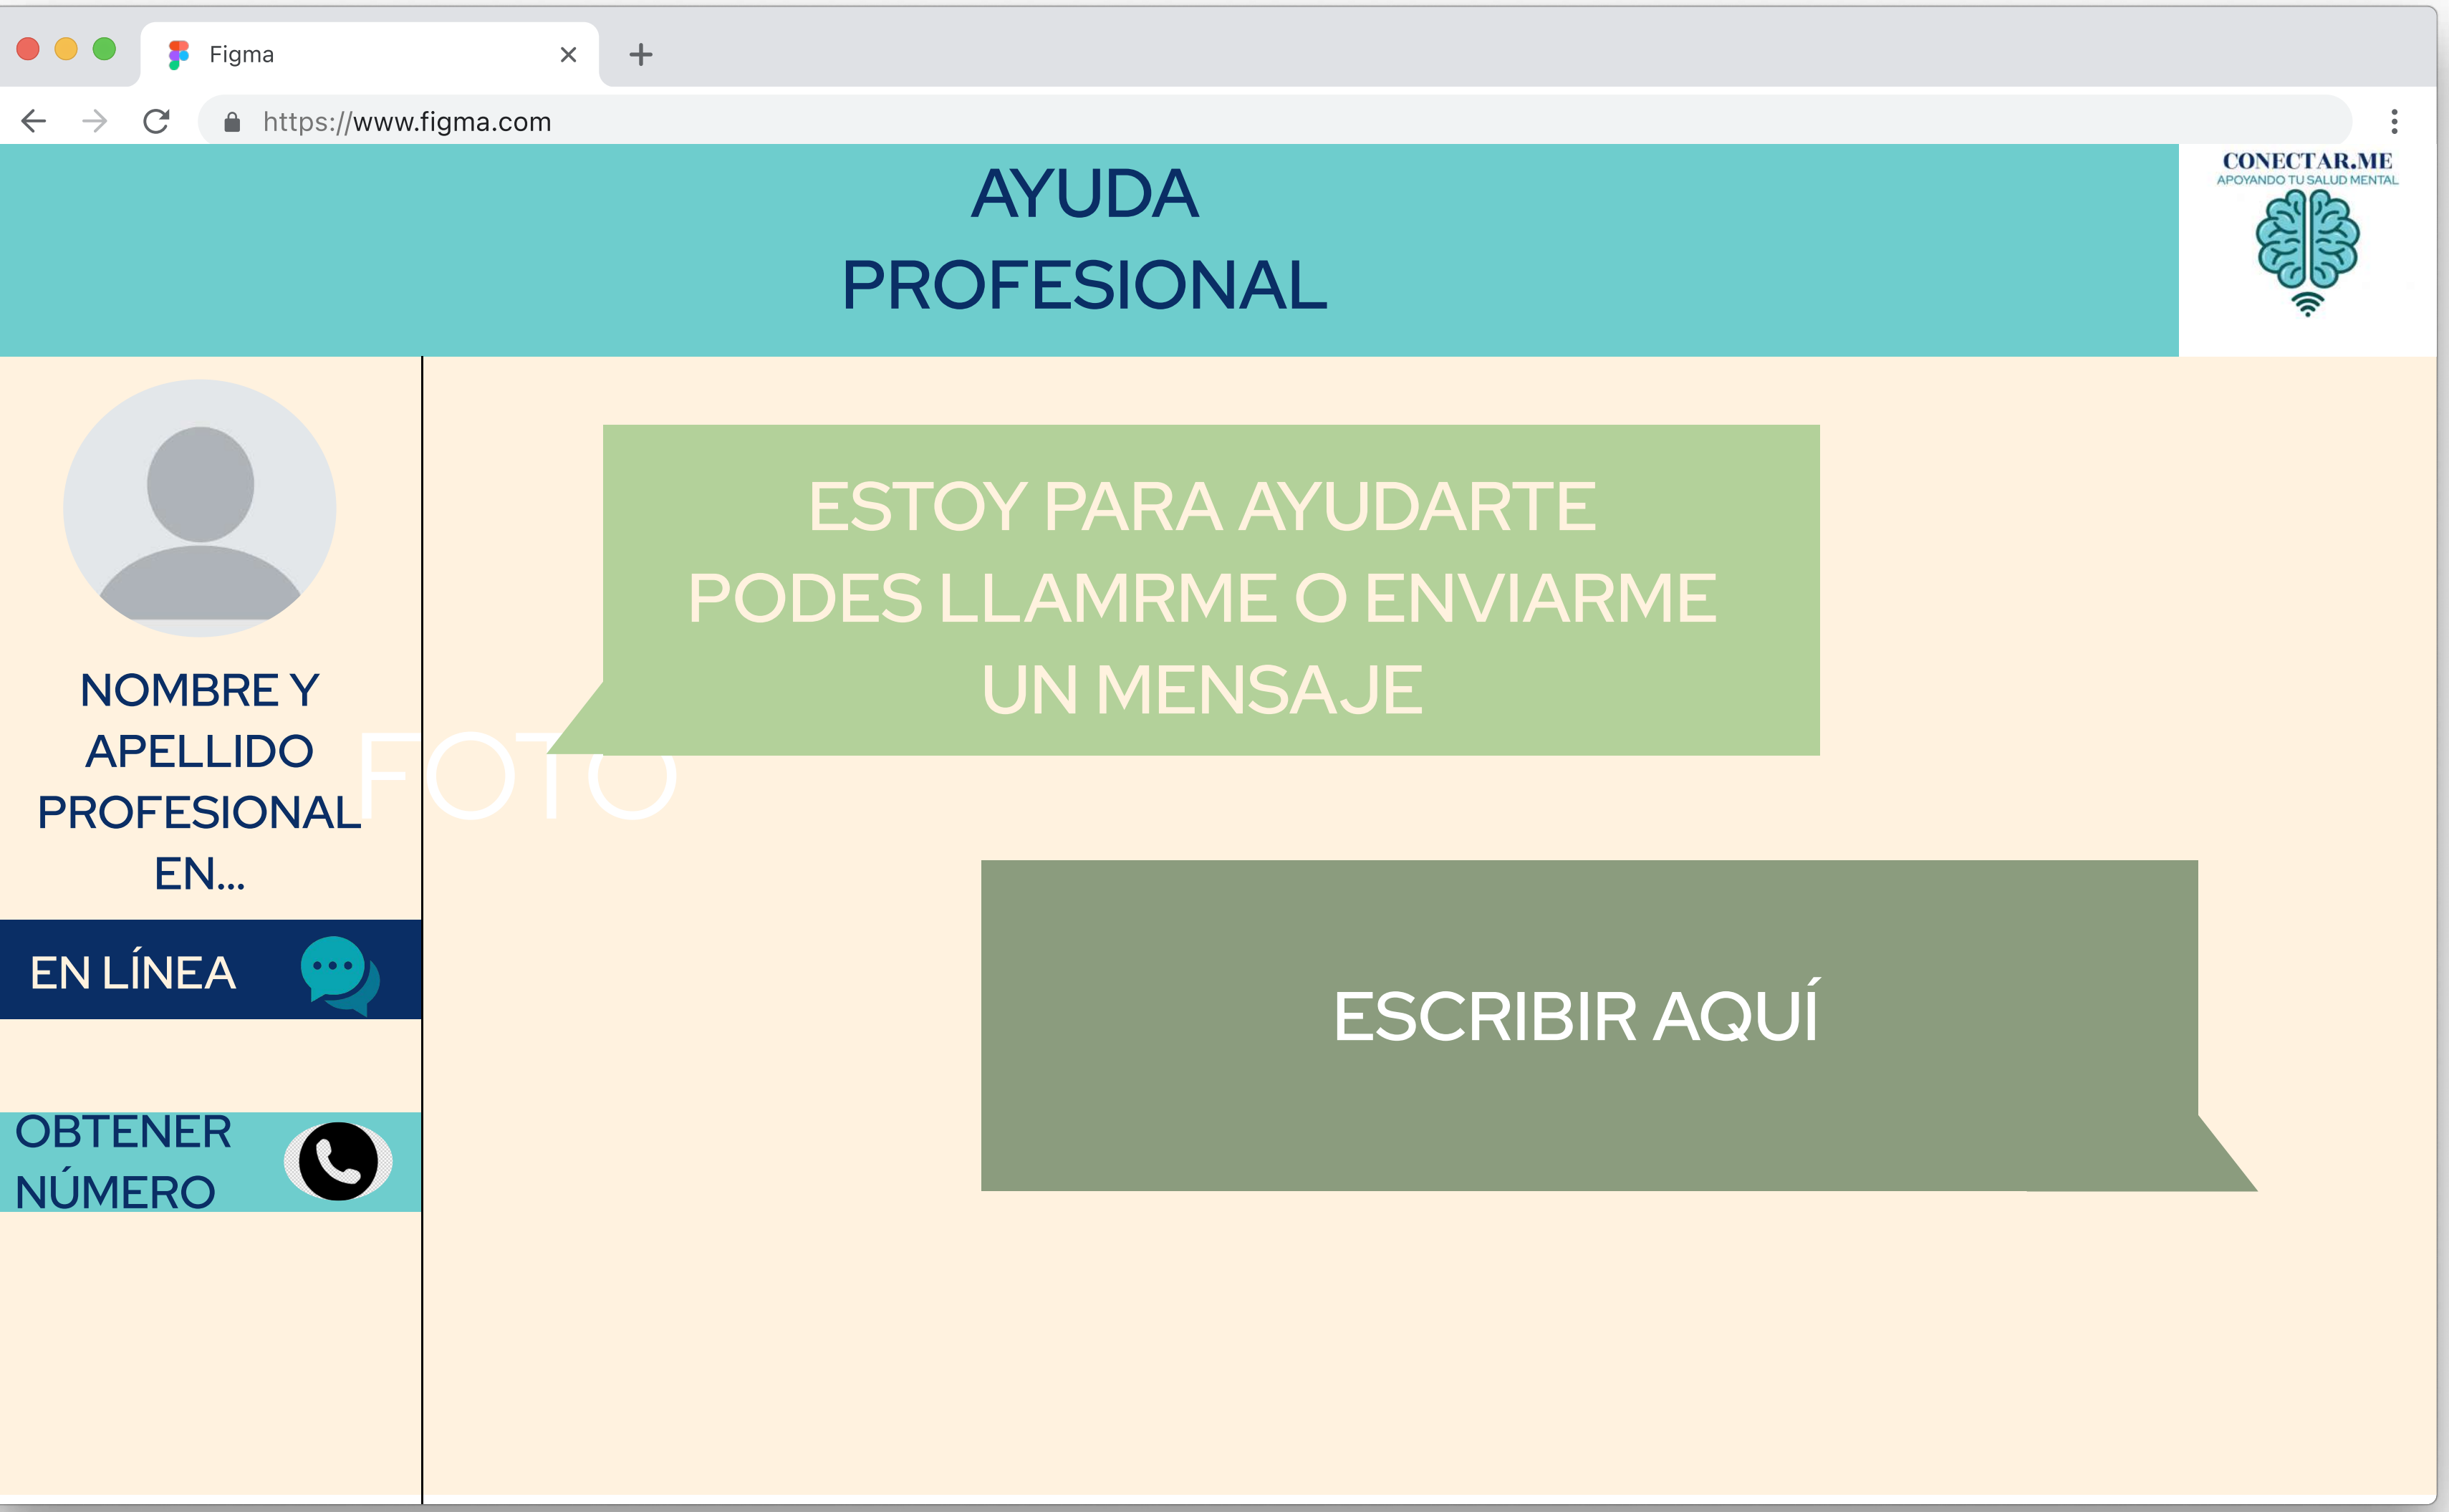 Figma
https://www.figma.com
AYUDA
PROFESIONAL
CONECTAR.ME
APOYANDO TU SALUD MENTAL
NOMBRE Y
APELLIDO
PROFESIONAL
EN...
FOTO
EN LÍNEA
OBTENER
NÚMERO
ESTOY PARA AYUDARTE
PODES LLAMRME O ENVIARME
UN MENSAJE
ESCRIBIR AQUÍ